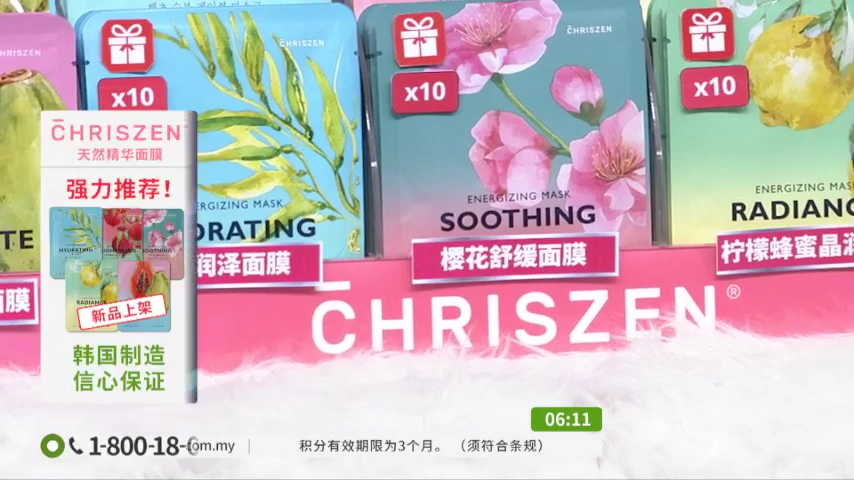 CHRISZEN
天然精华面膜
强力推荐！
HYDRATING
SOOTHING
RADIANCE
新品上架
韩国制造
信心保证
x10
CHRISZEN
ENERGIZING MASK
润泽面膜
x10
CHRISZEN
ENERGIZING MASK
SOOTHING
樱花舒缓面膜
x10
ENERGIZING
RADIANC
柠檬蜂蜜晶
面膜
CHRISZEN®
06:11
1-800-18-
com.my
积分有效期限为3个月。 （须符合条规）